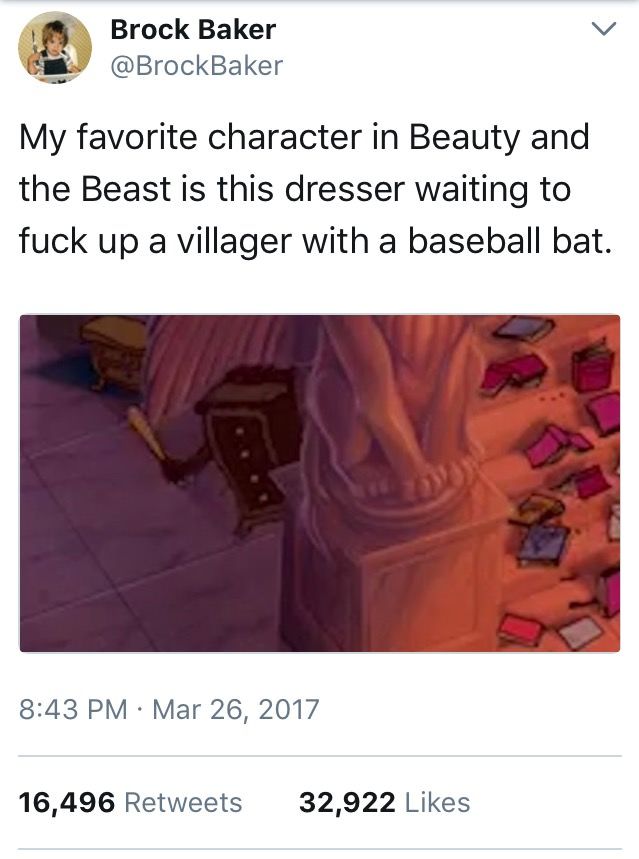 Brock Baker
@BrockBaker
My favorite character in Beauty and
the Beast is this dresser waiting to
fuck up a villager with a baseball bat.
8:43 PM · Mar 26, 2017
16,496 Retweets 32,922 Likes